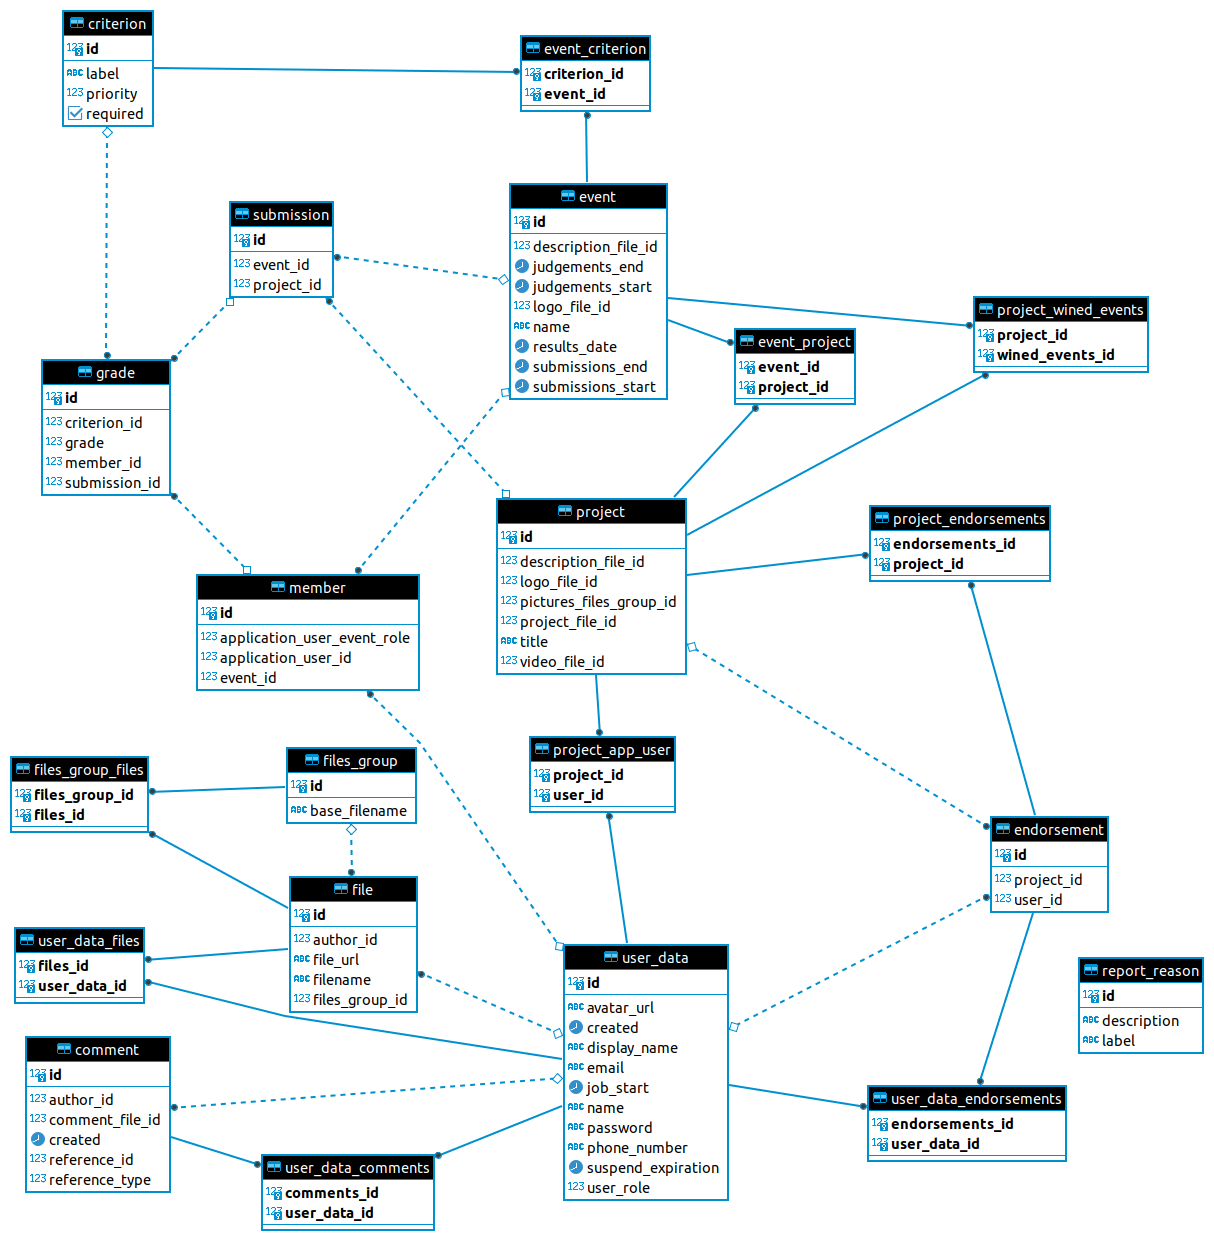 criterion
id
label
priority
required
event_criterion
criterion_id
event_id
submission
id
event_id
project_id
event
id
description_file_id
judgements_end
judgements_start
logo_file_id
name
results_date
submissions_end
submissions_start
event_project
event_id
project_id
project_wined_events
project_id
wined_events_id
grade
id
criterion_id
grade
member_id
submission_id
member
id
application_user_event_role
application_user_id
event_id
project
id
description_file_id
logo_file_id
pictures_files_group_id
project_file_id
title
video_file_id
project_endorsements
endorsements_id
project_id
files_group_files
files_group_id
files_id
files_group
id
base_filename
project_app_user
project_id
user_id
endorsement
id
project_id
user_id
file
id
author_id
file_url
filename
files_group_id
user_data_files
files_id
user_data_id
user_data
id
avatar_url
created
display_name
email
job_start
name
password
phone_number
suspend_expiration
user_role
report_reason
id
description
label
comment
id
author_id
comment_file_id
created
reference_id
reference_type
user_data_comments
comments_id
user_data_id
user_data_endorsements
endorsements_id
user_data_id